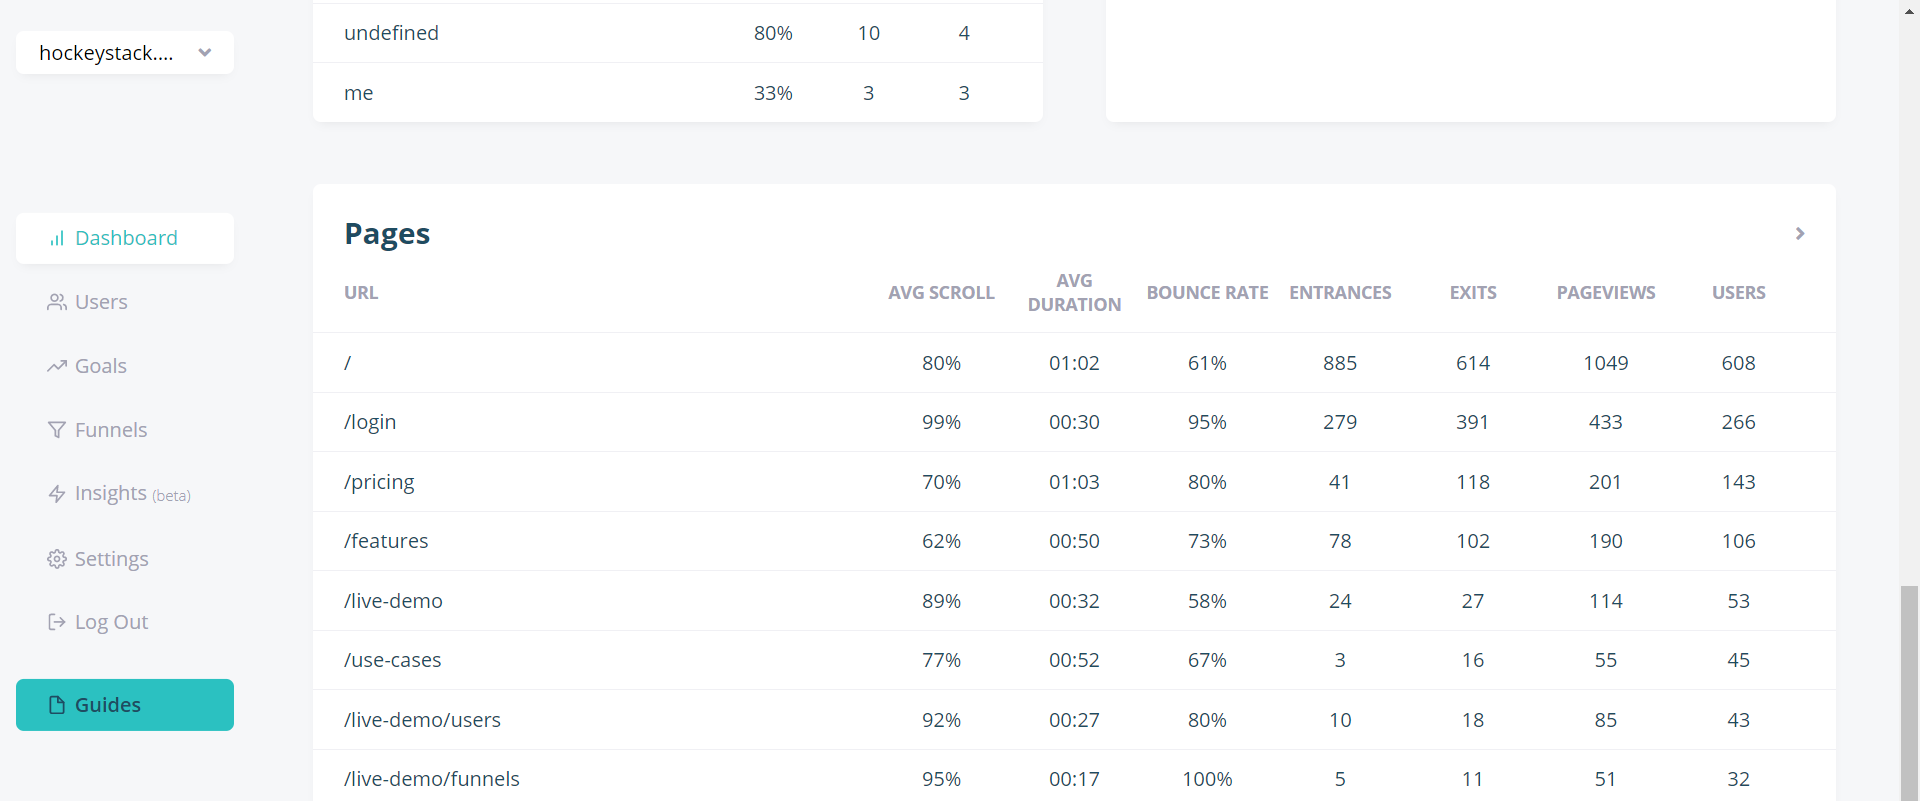 hockeystack....
Dashboard
Users
Goals
Funnels
Insights (beta)
Settings
Log Out
Guides
undefined 80% 10 4
me 33% 3 3
Pages
URL AVG SCROLL AVG DURATION BOUNCE RATE ENTRANCES EXITS PAGEVIEWS USERS
/ 80% 01:02 61% 885 614 1049 608
/login 99% 00:30 95% 279 391 433 266
/pricing 70% 01:03 80% 41 118 201 143
/features 62% 00:50 73% 78 102 190 106
/live-demo 89% 00:32 58% 24 27 114 53
/use-cases 77% 00:52 67% 3 16 55 45
/live-demo/users 92% 00:27 80% 10 18 85 43
/live-demo/funnels 95% 00:17 100% 5 11 51 32